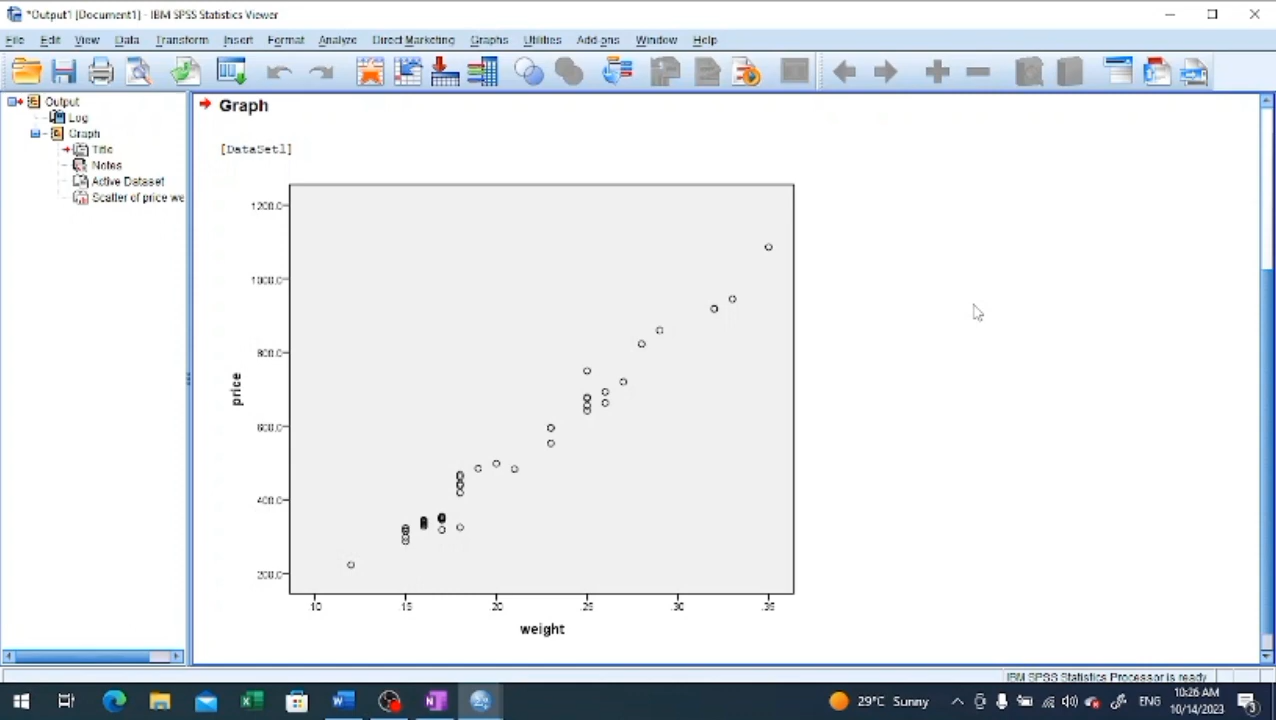 *Output1 [Document1] - IBM SPSS Statistics Viewer
File Edit View Data Transform Insert Format Analyze Direct Marketing Graphs Utilities Add-ons Window Help
Output
Log
Graph
Title
Notes
Active Dataset
Scatter of price we
Graph
[DataSet1]
1200.0
1000.0
800.0
600.0
400.0
200.0
price
.10 .15 .20 .25 .30 .35
weight
IBM SPSS Statistics Processor is ready
29°C Sunny
ENG
10:26 AM
10/14/2023
3